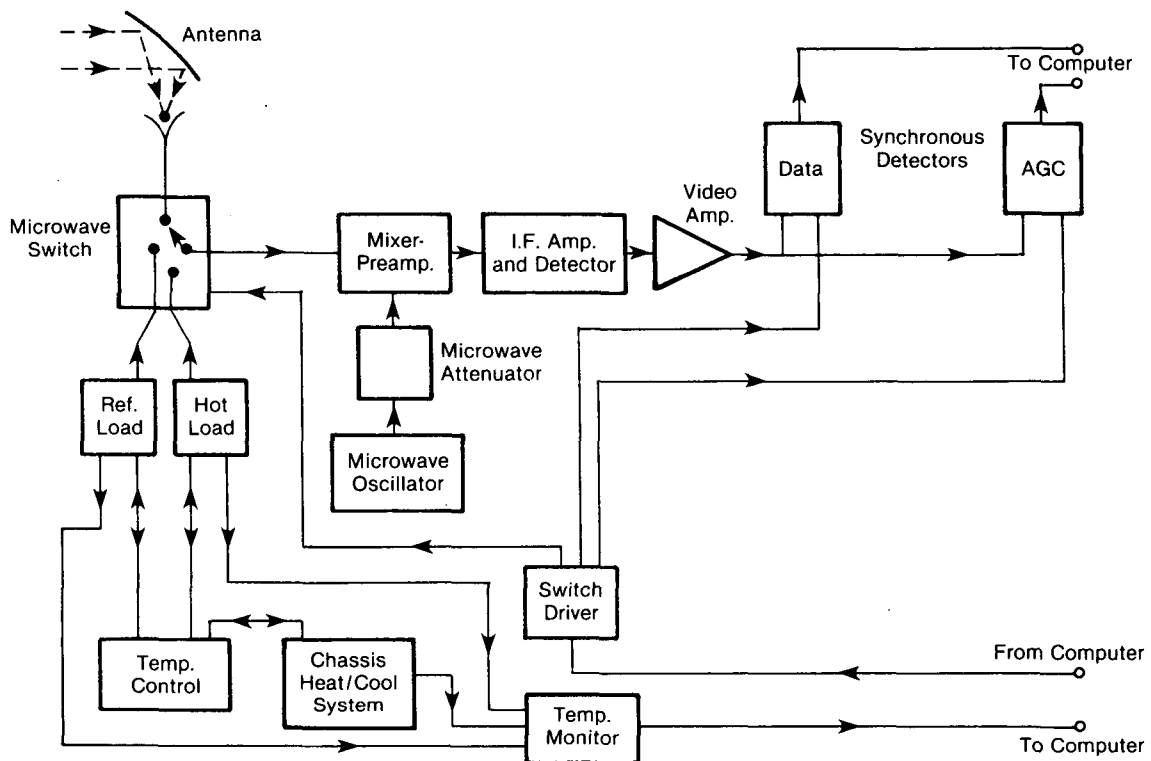 Antenna
To Computer
Synchronous
Detectors
Data
AGC
Video
Amp.
Microwave
Switch
Mixer-
Preamp.
I.F. Amp.
and Detector
Microwave
Attenuator
Ref.
Load
Hot
Load
Microwave
Oscillator
Switch
Driver
From Computer
Temp.
Control
Chassis
Heat/Cool
System
Temp.
Monitor
To Computer